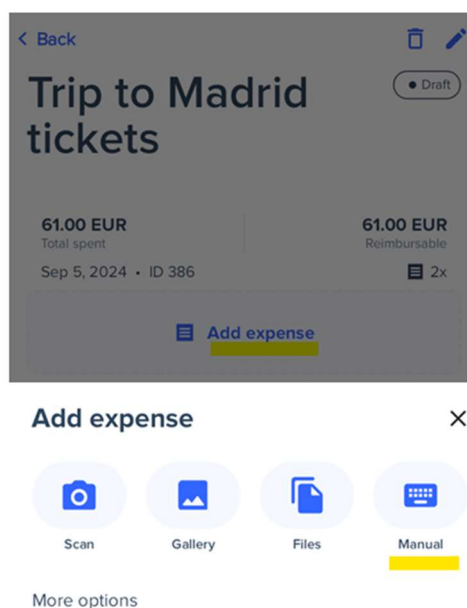 Back
Draft
Trip to Madrid
tickets
61.00 EUR 61.00 EUR
Total spent Reimbursable
Sep 5, 2024 • ID 386 2x
Add expense
Add expense
Scan Gallery Files Manual
More options